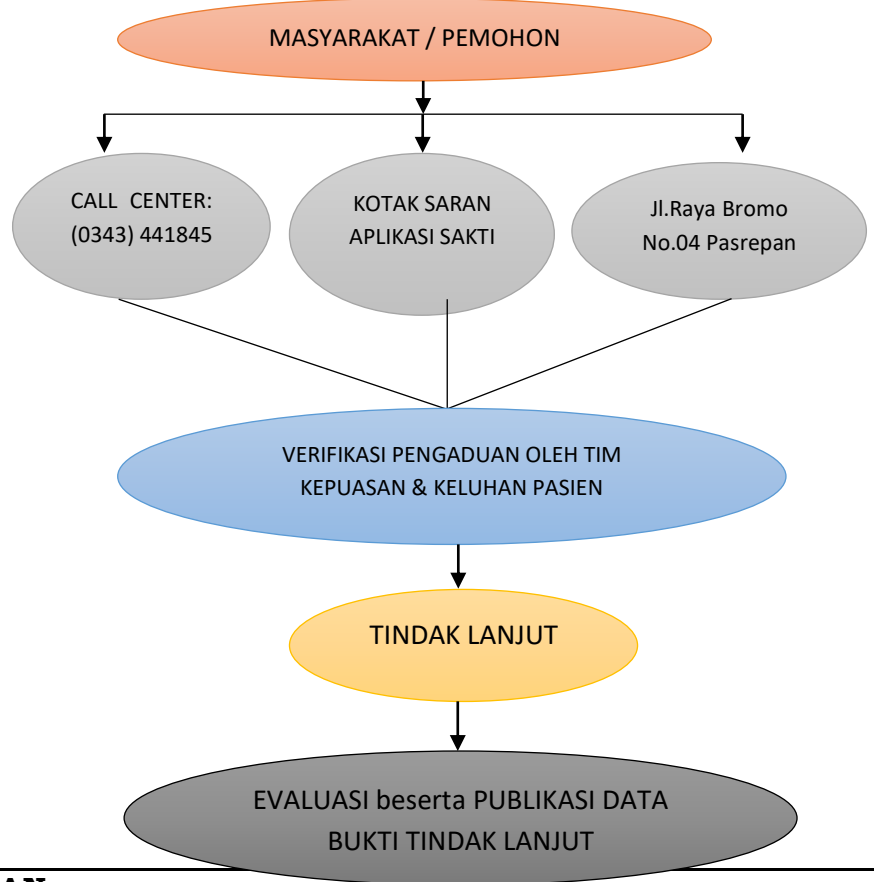 MASYARAKAT / PEMOHON
CALL CENTER:
(0343) 441845
KOTAK SARAN
APLIKASI SAKTI
Jl.Raya Bromo
No.04 Pasrepan
VERIFIKASI PENGADUAN OLEH TIM
KEPUASAN & KELUHAN PASIEN
TINDAK LANJUT
EVALUASI beserta PUBLIKASI DATA
BUKTI TINDAK LANJUT